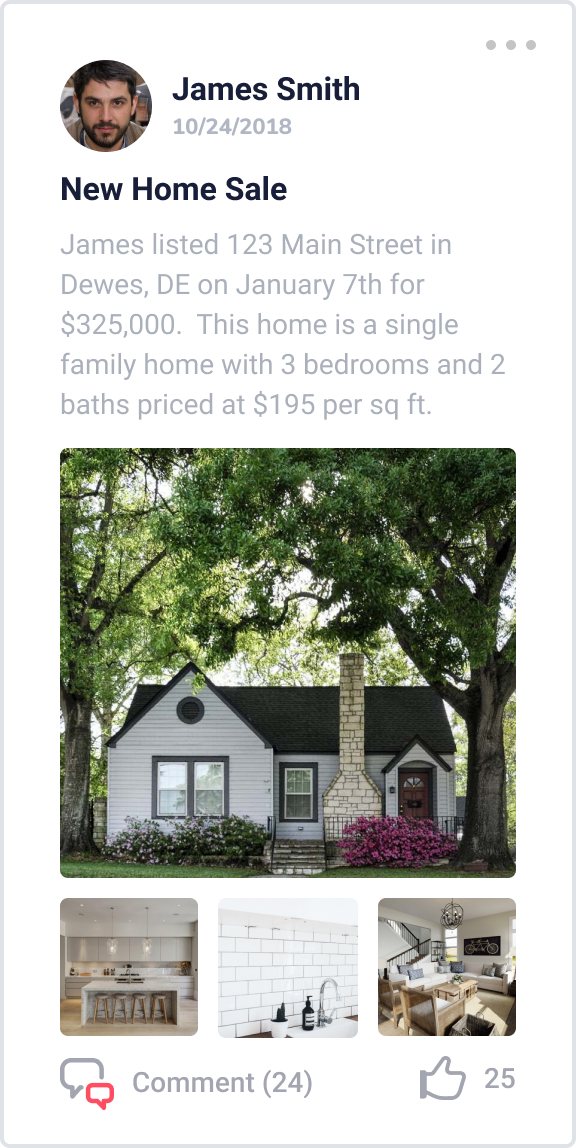 James Smith
10/24/2018
New Home Sale
James listed 123 Main Street in
Dewes, DE on January 7th for
$325,000.  This home is a single
family home with 3 bedrooms and 2
baths priced at $195 per sq ft.
Comment (24)
25